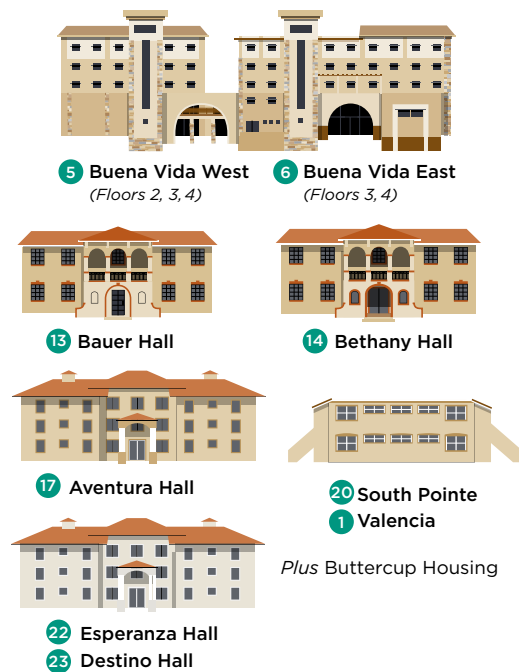 5 Buena Vida West
(Floors 2, 3, 4)
6 Buena Vida East
(Floors 3, 4)
13 Bauer Hall
14 Bethany Hall
17 Aventura Hall
20 South Pointe
1 Valencia
Plus Buttercup Housing
22 Esperanza Hall
23 Destino Hall